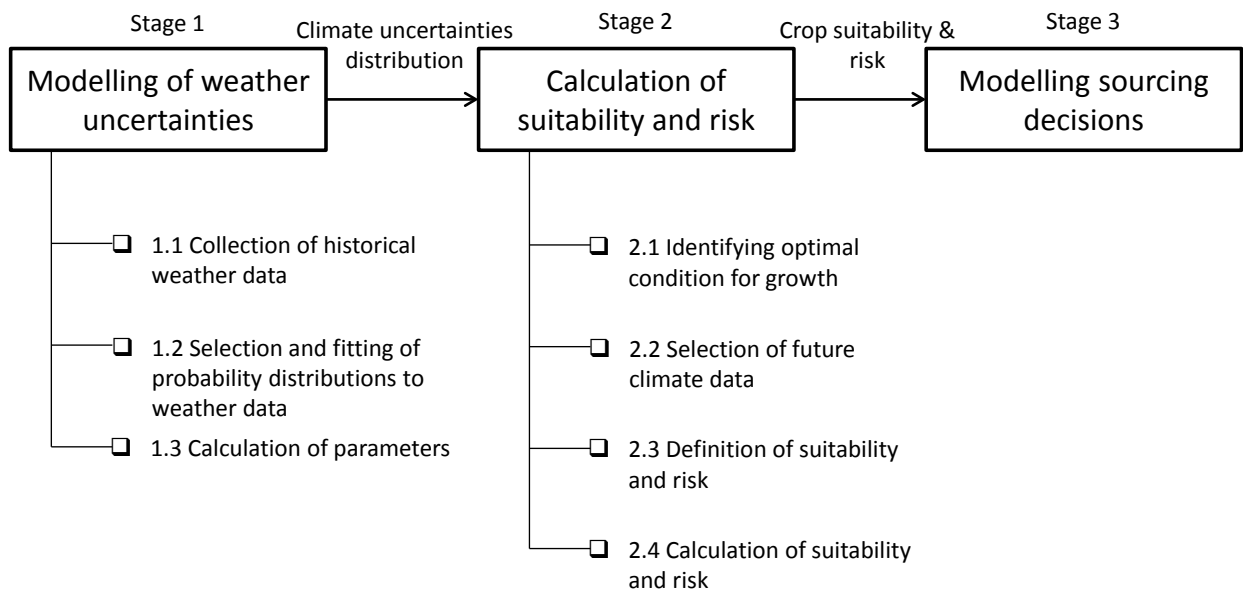 Stage 1
Climate uncertainties
distribution
Stage 2
Crop suitability &
risk
Stage 3
Modelling of weather
uncertainties
Calculation of
suitability and risk
Modelling sourcing
decisions
1.1 Collection of historical
weather data
1.2 Selection and fitting of
probability distributions to
weather data
1.3 Calculation of parameters
2.1 Identifying optimal
condition for growth
2.2 Selection of future
climate data
2.3 Definition of suitability
and risk
2.4 Calculation of suitability
and risk